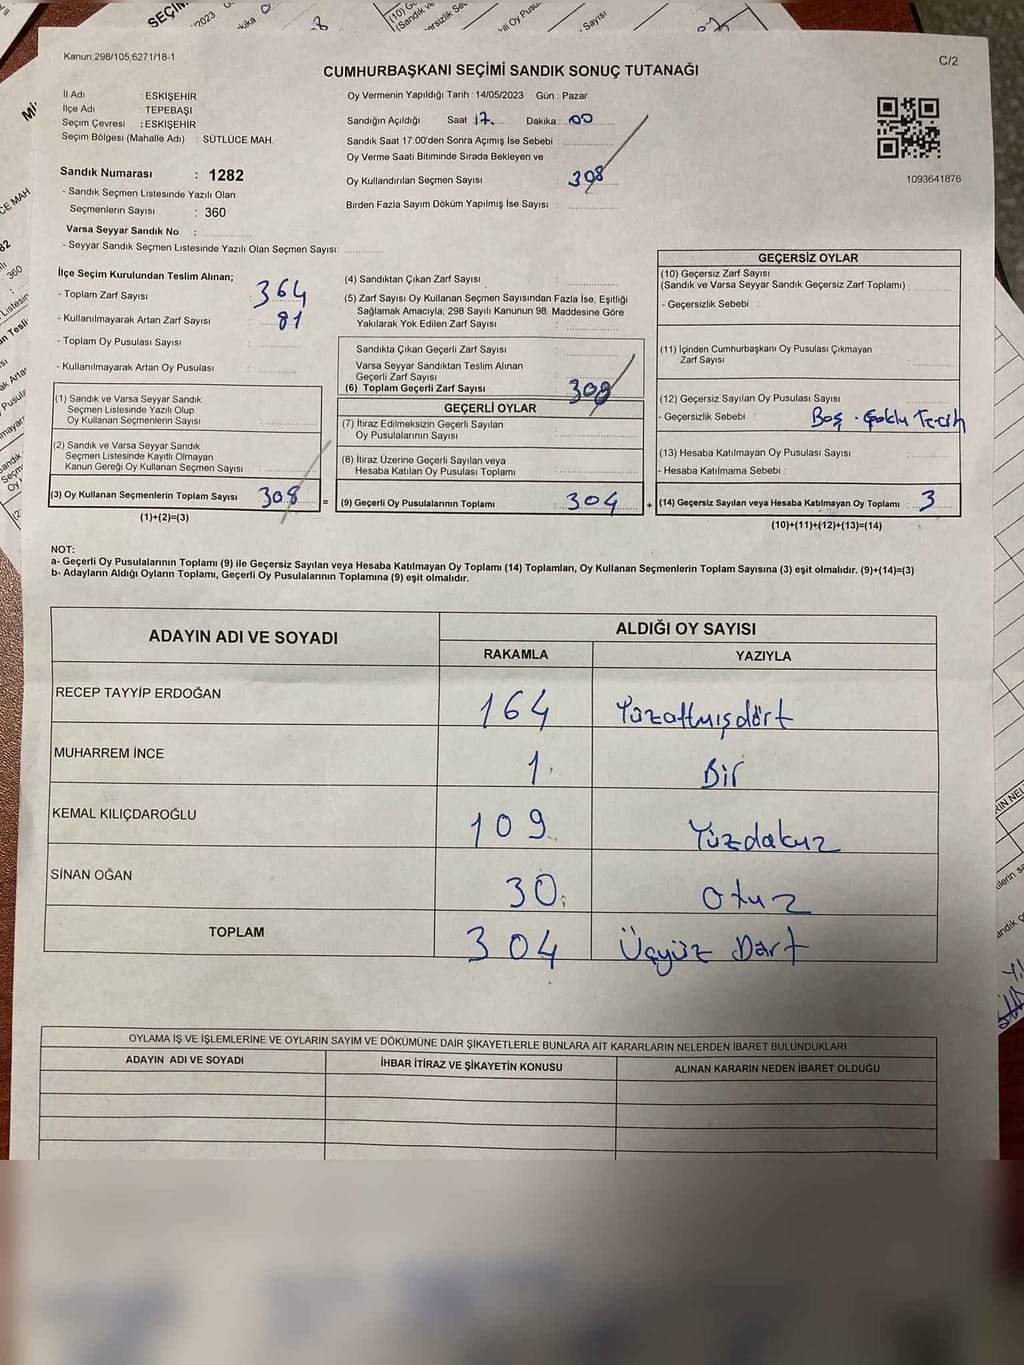 Kanun:298/105;6271/18-1
C/2
CUMHURBAŞKANI SEÇİMİ SANDIK SONUÇ TUTANAĞI
İl Adı : ESKİŞEHİR
İlçe Adı : TEPEBAŞI
Seçim Çevresi : ESKİŞEHİR
Seçim Bölgesi (Mahalle Adı) : SÜTLÜCE MAH.
Sandık Numarası : 1282
- Sandık Seçmen Listesinde Yazılı Olan
Seçmenlerin Sayısı : 360
Varsa Seyyar Sandık No :
- Seyyar Sandık Seçmen Listesinde Yazılı Olan Seçmen Sayısı:
Oy Vermenin Yapıldığı Tarih : 14/05/2023 Gün : Pazar
Sandığın Açıldığı Saat : 17 Dakika : 00
Sandık Saat 17:00'den Sonra Açımış İse Sebebi :
Oy Verme Saati Bitiminde Sırada Bekleyen ve
Oy Kullandırılan Seçmen Sayısı : 308
Birden Fazla Sayım Döküm Yapılmış İse Sayısı :
1093641876
İlçe Seçim Kurulundan Teslim Alınan;
- Toplam Zarf Sayısı : 364
- Kullanılmayarak Artan Zarf Sayısı : 81
- Toplam Oy Pusulası Sayısı :
- Kullanılmayarak Artan Oy Pusulası :
(1) Sandık ve Varsa Seyyar Sandık
Seçmen Listesinde Yazılı Olup
Oy Kullanan Seçmenlerin Sayısı :
(2) Sandık ve Varsa Seyyar Sandık
Seçmen Listesinde Kayıtlı Olmayan
Kanun Gereği Oy Kullanan Seçmen Sayısı :
(3) Oy Kullanan Seçmenlerin Toplam Sayısı 308 =
(1)+(2)=(3)
(4) Sandıktan Çıkan Zarf Sayısı :
(5) Zarf Sayısı Oy Kullanan Seçmen Sayısından Fazla İse, Eşitliği
Sağlamak Amacıyla; 298 Sayılı Kanunun 98. Maddesine Göre
Yakılarak Yok Edilen Zarf Sayısı :
Sandıkta Çıkan Geçerli Zarf Sayısı :
Varsa Seyyar Sandıktan Teslim Alınan
Geçerli Zarf Sayısı :
(6) Toplam Geçerli Zarf Sayısı : 308
GEÇERLİ OYLAR
(7) İtiraz Edilmeksizin Geçerli Sayılan
Oy Pusulalarının Sayısı :
(8) İtiraz Üzerine Geçerli Sayılan veya
Hesaba Katılan Oy Pusulası Toplamı :
(9) Geçerli Oy Pusulalarının Toplamı : 304 +
GEÇERSİZ OYLAR
(10) Geçersiz Zarf Sayısı
(Sandık ve Varsa Seyyar Sandık Geçersiz Zarf Toplamı) :
- Geçersizlik Sebebi :
(11) İçinden Cumhurbaşkanı Oy Pusulası Çıkmayan
Zarf Sayısı :
(12) Geçersiz Sayılan Oy Pusulası Sayısı :
- Geçersizlik Sebebi : Boş - Çoklu Tercih
(13) Hesaba Katılmayan Oy Pusulası Sayısı :
- Hesaba Katılmama Sebebi :
(14) Geçersiz Sayılan veya Hesaba Katılmayan Oy Toplamı : 3
(10)+(11)+(12)+(13)=(14)
NOT:
a- Geçerli Oy Pusulalarının Toplamı (9) ile Geçersiz Sayılan veya Hesaba Katılmayan Oy Toplamı (14) Toplamları, Oy Kullanan Seçmenlerin Toplam Sayısına (3) eşit olmalıdır. (9)+(14)=(3)
b- Adayların Aldığı Oyların Toplamı, Geçerli Oy Pusulalarının Toplamına (9) eşit olmalıdır.
ADAYIN ADI VE SOYADI ALDIĞI OY SAYISI
RAKAMLA YAZIYLA
RECEP TAYYİP ERDOĞAN 164 Yüzaltmışdört
MUHARREM İNCE 1 Bir
KEMAL KILIÇDAROĞLU 109 Yüzdokuz
SİNAN OĞAN 30 Otuz
TOPLAM 304 Üçyüz Dört
OYLAMA İŞ VE İŞLEMLERİNE VE OYLARIN SAYIM VE DÖKÜMÜNE DAİR ŞİKAYETLERLE BUNLARA AİT KARARLARIN NELERDEN İBARET BULUNDUKLARI
ADAYIN ADI VE SOYADI İHBAR İTİRAZ VE ŞİKAYETİN KONUSU ALINAN KARARIN NEDEN İBARET OLDUĞU